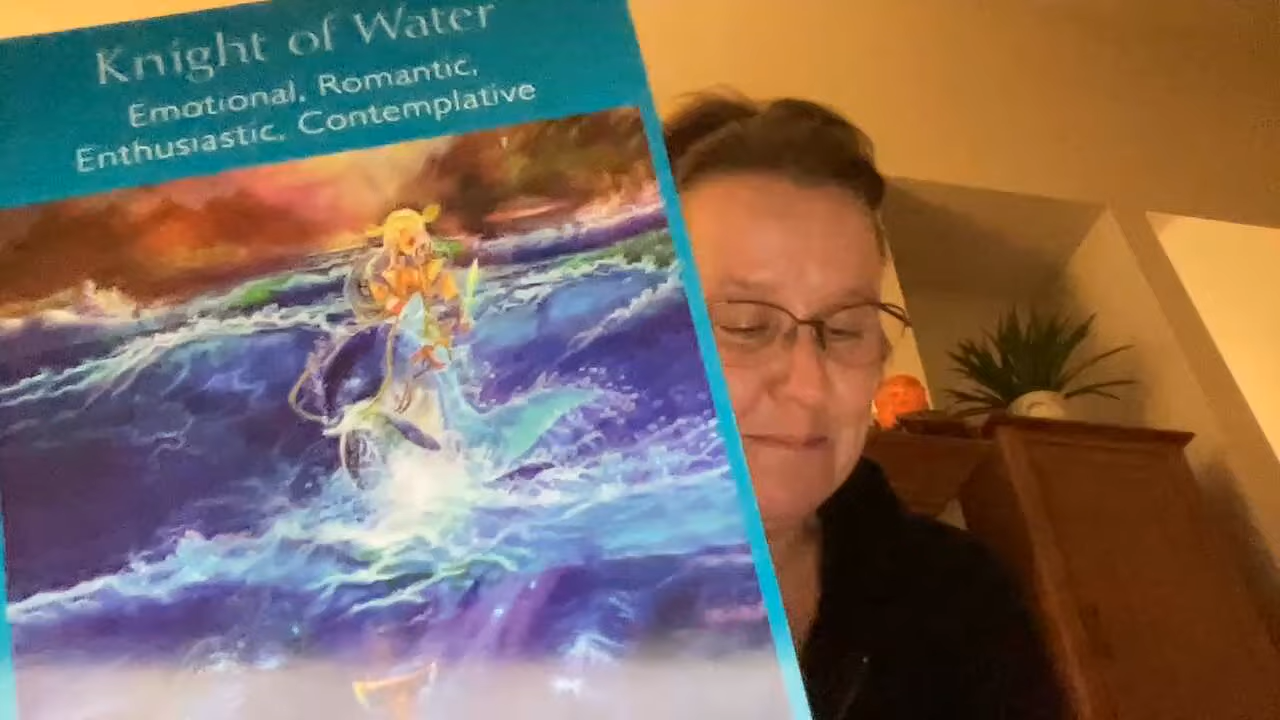 Knight of Water
Emotional, Romantic,
Enthusiastic, Contemplative